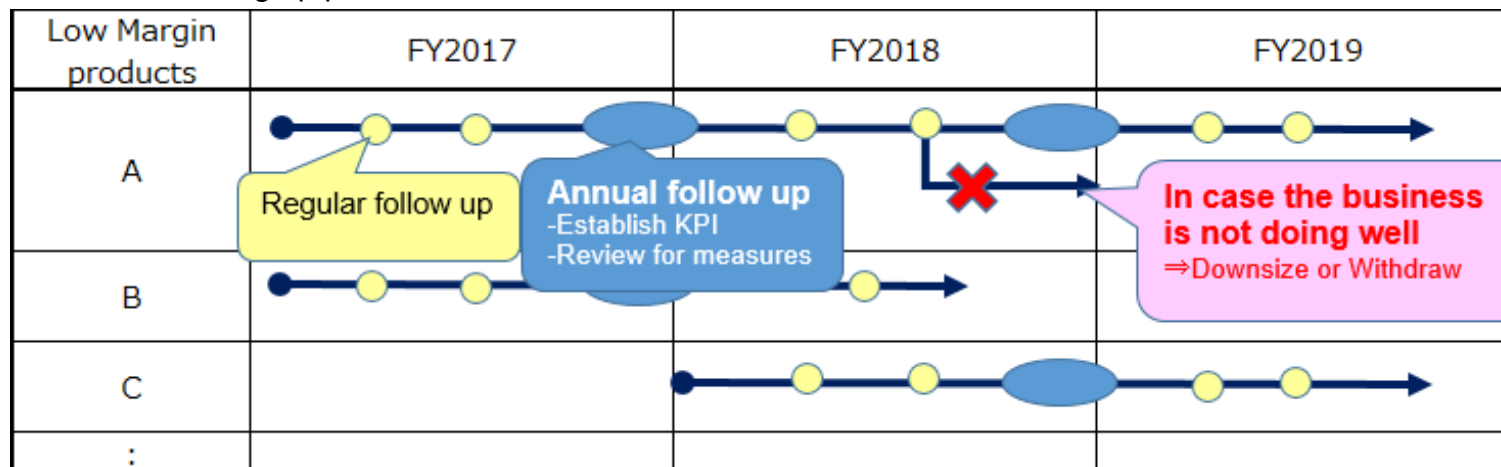 Low Margin
products
FY2017
FY2018
FY2019
A
Regular follow up
Annual follow up
-Establish KPI
-Review for measures
In case the business
is not doing well
⇒Downsize or Withdraw
B
C
: